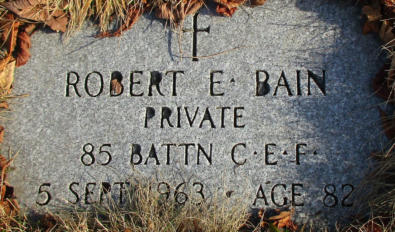 ROBERT E· BAIN
PRIVATE
85 BATTN C·E·F·
5 SEPT 1963 · AGE 82